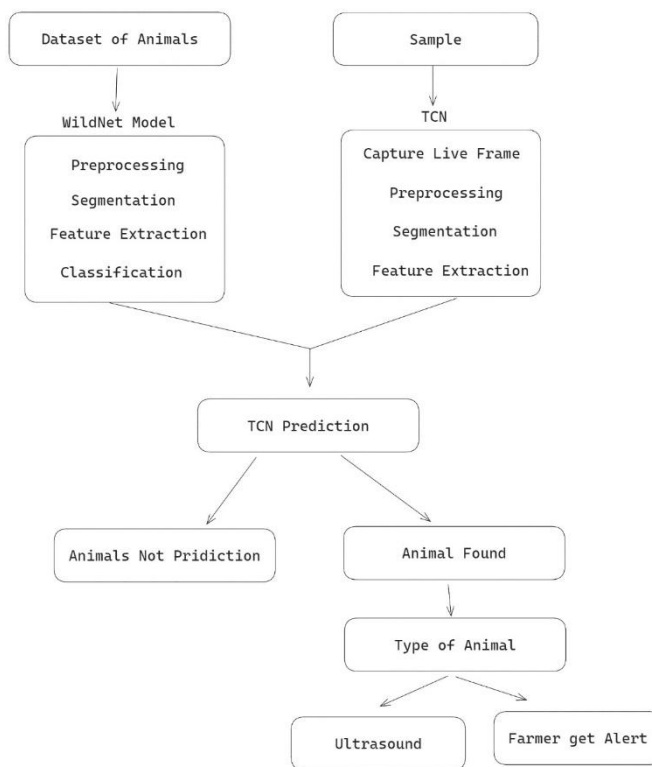 Dataset of Animals
Sample
WildNet Model
Preprocessing
Segmentation
Feature Extraction
Classification
TCN
Capture Live Frame
Preprocessing
Segmentation
Feature Extraction
TCN Prediction
Animals Not Pridiction
Animal Found
Type of Animal
Ultrasound
Farmer get Alert